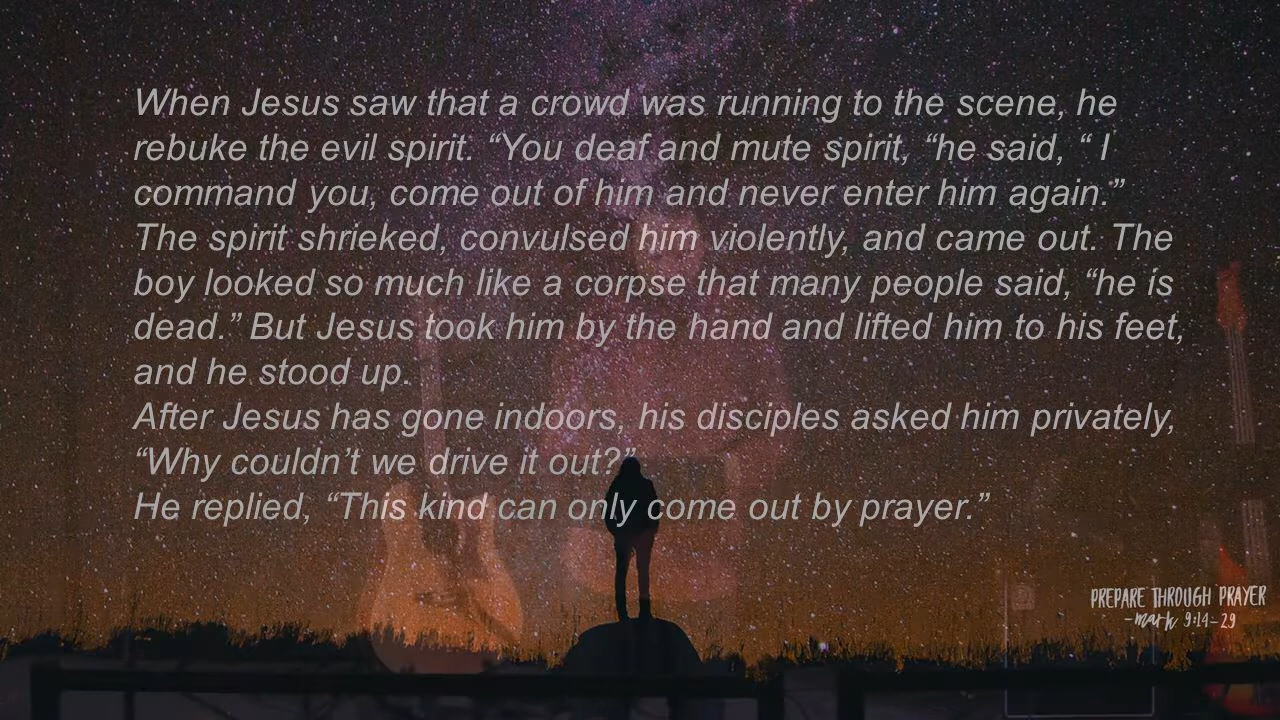 When Jesus saw that a crowd was running to the scene, he
rebuke the evil spirit. “You deaf and mute spirit, “he said, “ I
command you, come out of him and never enter him again.”
The spirit shrieked, convulsed him violently, and came out. The
boy looked so much like a corpse that many people said, “he is
dead.” But Jesus took him by the hand and lifted him to his feet,
and he stood up.
After Jesus has gone indoors, his disciples asked him privately,
“Why couldn’t we drive it out?”
He replied, “This kind can only come out by prayer.”
PREPARE THROUGH PRAYER
-mark 9:14-29